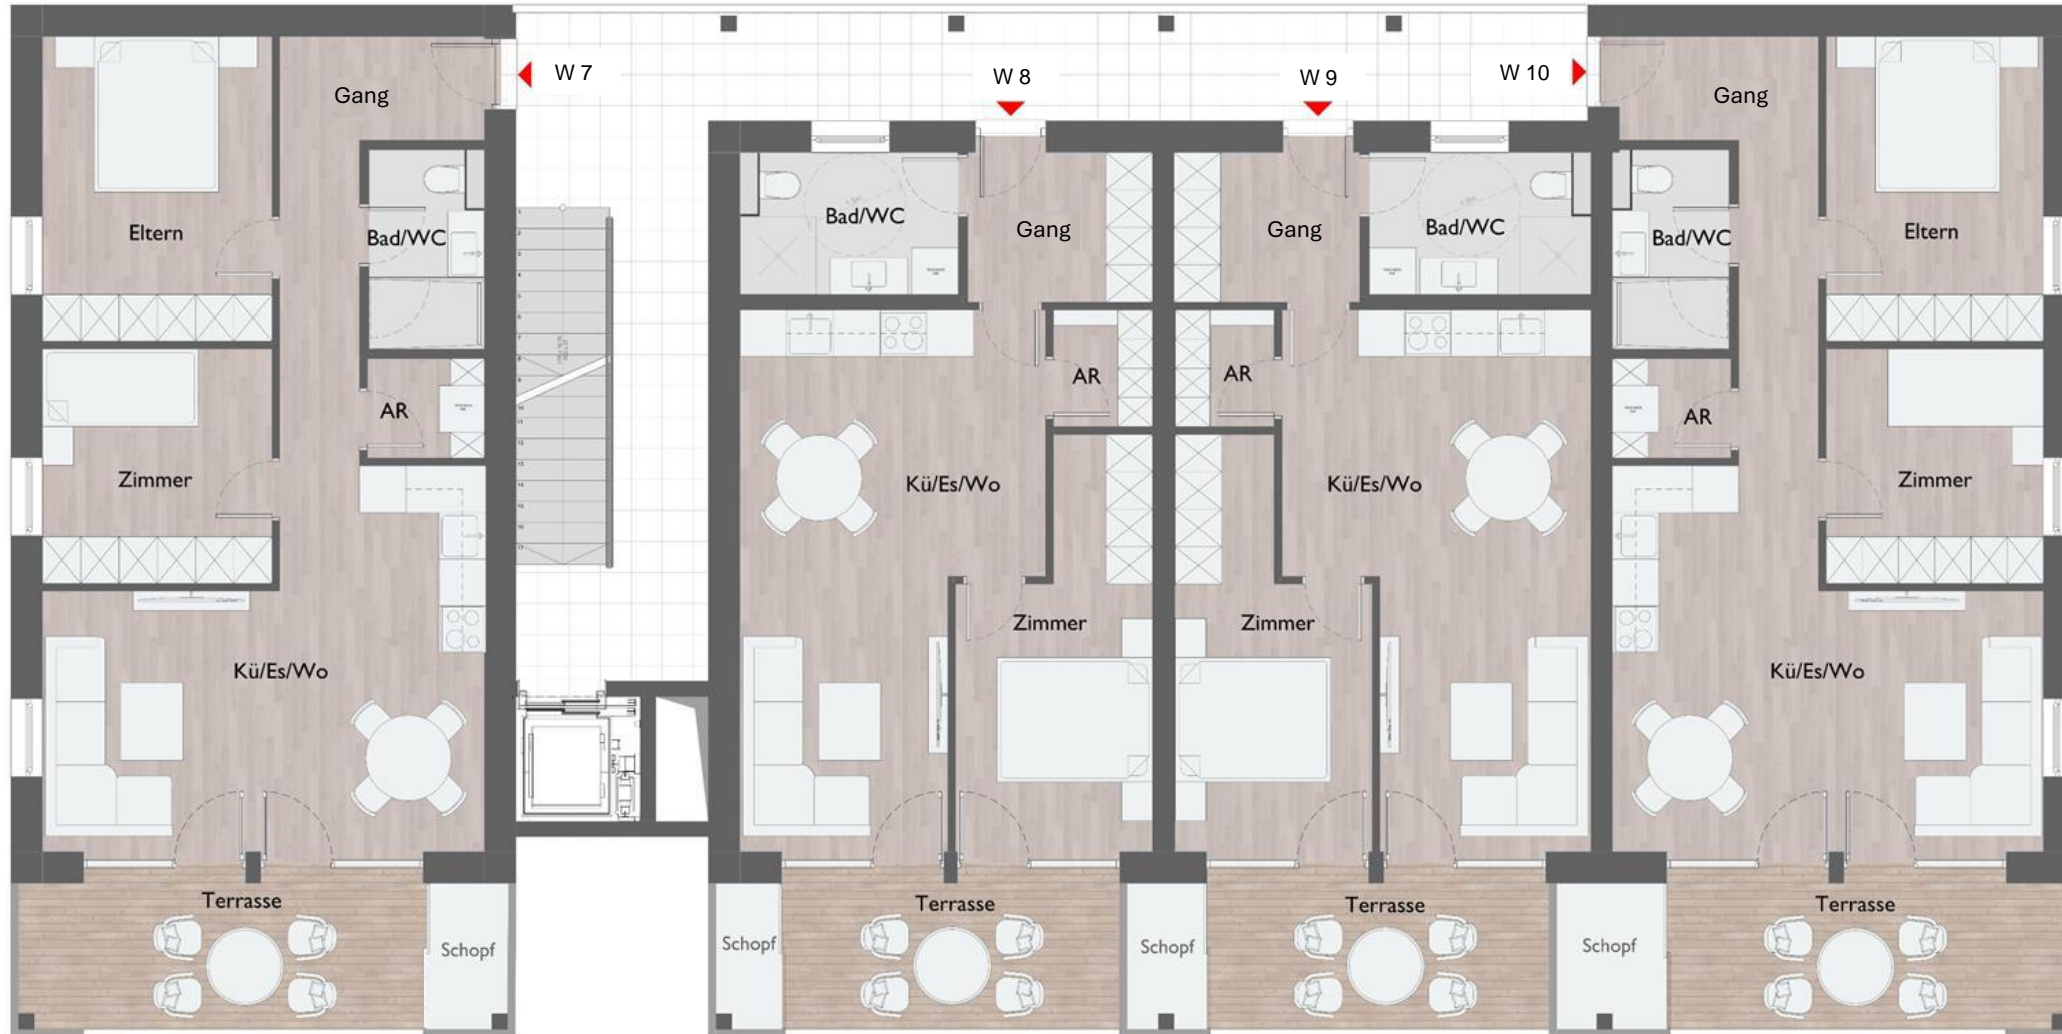 W 7
W 8
W 9
W 10
Gang
Gang
Eltern
Bad/WC
Bad/WC
Gang
Gang
Bad/WC
Bad/WC
Eltern
AR
AR
AR
AR
Zimmer
Kü/Es/Wo
Kü/Es/Wo
Zimmer
Zimmer
Zimmer
Kü/Es/Wo
Kü/Es/Wo
Terrasse
Terrasse
Terrasse
Terrasse
Schopf
Schopf
Schopf
Schopf